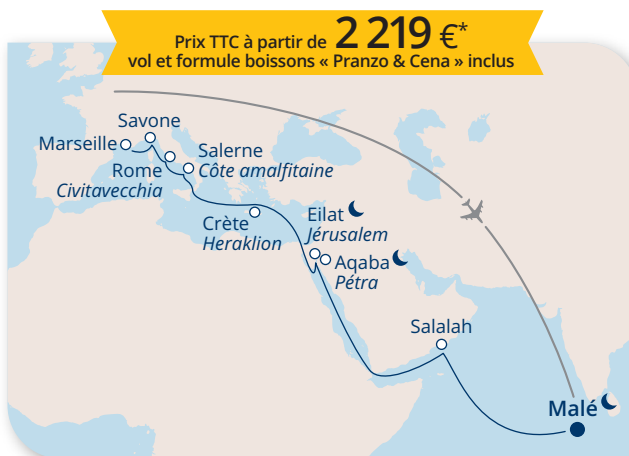 Prix TTC à partir de 2 219 €*
vol et formule boissons « Pranzo & Cena » inclus
Savone
Marseille
Salerne
Côte amalfitaine
Rome
Civitavecchia
Crète
Heraklion
Eilat
Jérusalem
Aqaba
Pétra
Salalah
Malé